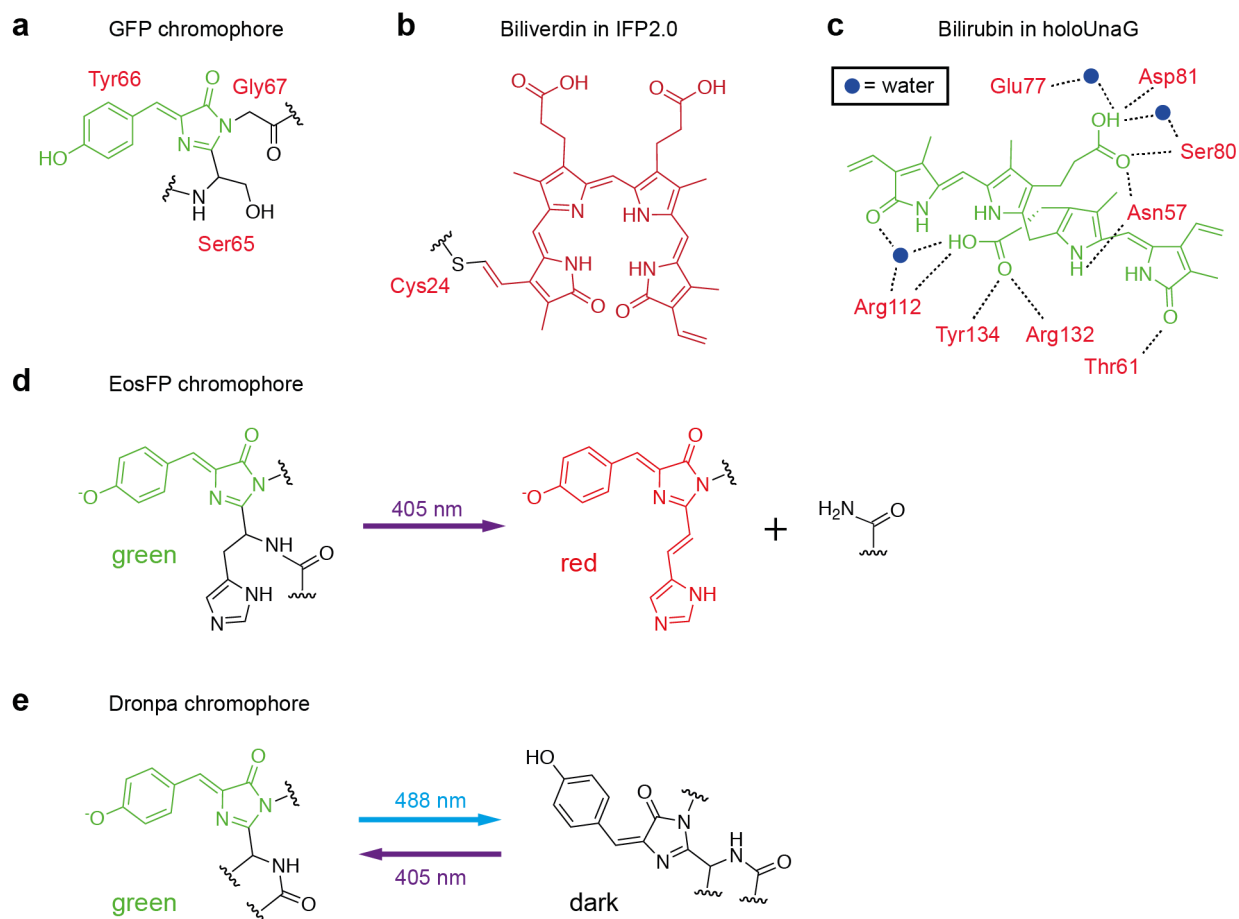 a
GFP chromophore
Tyr66
O
Gly67
N
N
HO
O
N
H
OH
Ser65
b
Biliverdin in IFP2.0
O
OH
O
OH
N
HN
S
Cys24
NH
HN
O
O
c
Bilirubin in holoUnaG
= water
Glu77
Asp81
OH
Ser80
O
O
N
H
NH
Asn57
HO
N
H
O
HN
Arg112
Tyr134
Arg132
O
Thr61
d
EosFP chromophore
O
N
N
-O
green
NH
O
NH
N
405 nm
O
N
N
-O
red
NH
N
+
H2N
O
e
Dronpa chromophore
O
N
N
-O
NH
green
O
488 nm
405 nm
HO
O
N
N
H
N
O
dark